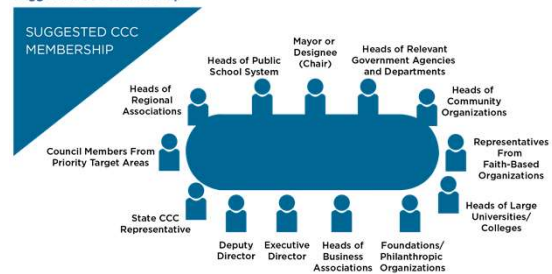 SUGGESTED CCC
MEMBERSHIP
Mayor or
Designee
(Chair)
Heads of Public
School System
Heads of Relevant
Government Agencies
and Departments
Heads of
Regional
Associations
Heads of
Community
Organizations
Council Members From
Priority Target Areas
Representatives
From
Faith-Based
Organizations
State CCC
Representative
Heads of Large
Universities/
Colleges
Deputy
Director
Executive
Director
Heads of
Business
Associations
Foundations/
Philanthropic
Organizations